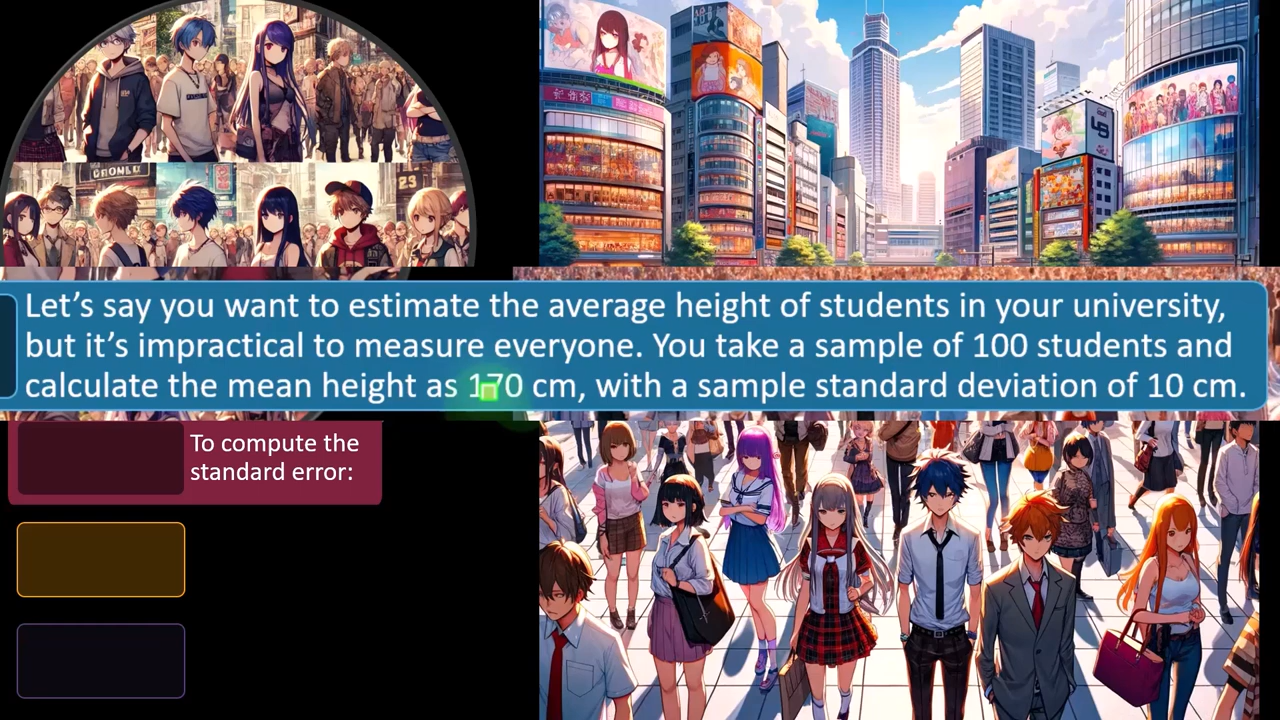 Let’s say you want to estimate the average height of students in your university,
but it’s impractical to measure everyone. You take a sample of 100 students and
calculate the mean height as 170 cm, with a sample standard deviation of 10 cm.
To compute the
standard error:
23